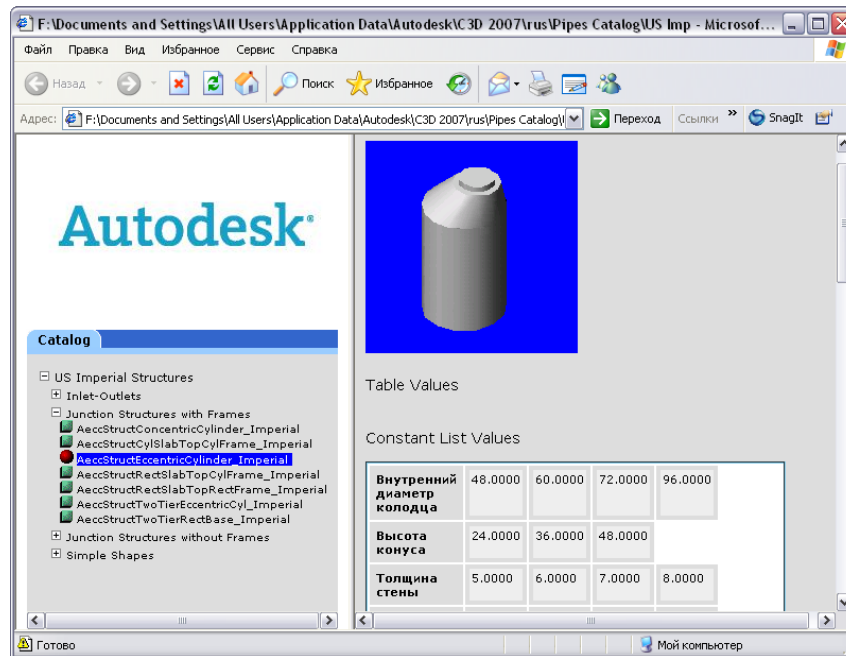 F:\Documents and Settings\All Users\Application Data\Autodesk\C3D 2007\rus\Pipes Catalog\US Imp - Microsof...
Файл Правка Вид Избранное Сервис Справка
Назад Поиск Избранное
Адрес: F:\Documents and Settings\All Users\Application Data\Autodesk\C3D 2007\rus\Pipes Catalog\ Переход Ссылки » SnagIt
Autodesk®
Catalog
US Imperial Structures
Inlet-Outlets
Junction Structures with Frames
AeccStructConcentricCylinder_Imperial
AeccStructCylSlabTopCylFrame_Imperial
AeccStructEccentricCylinder_Imperial
AeccStructRectSlabTopCylFrame_Imperial
AeccStructRectSlabTopRectFrame_Imperial
AeccStructTwoTierEccentricCyl_Imperial
AeccStructTwoTierRectBase_Imperial
Junction Structures without Frames
Simple Shapes
Table Values
Constant List Values
Внутренний 48.0000 60.0000 72.0000 96.0000
диаметр
колодца
Высота 24.0000 36.0000 48.0000
конуса
Толщина 5.0000 6.0000 7.0000 8.0000
стены
Готово Мой компьютер